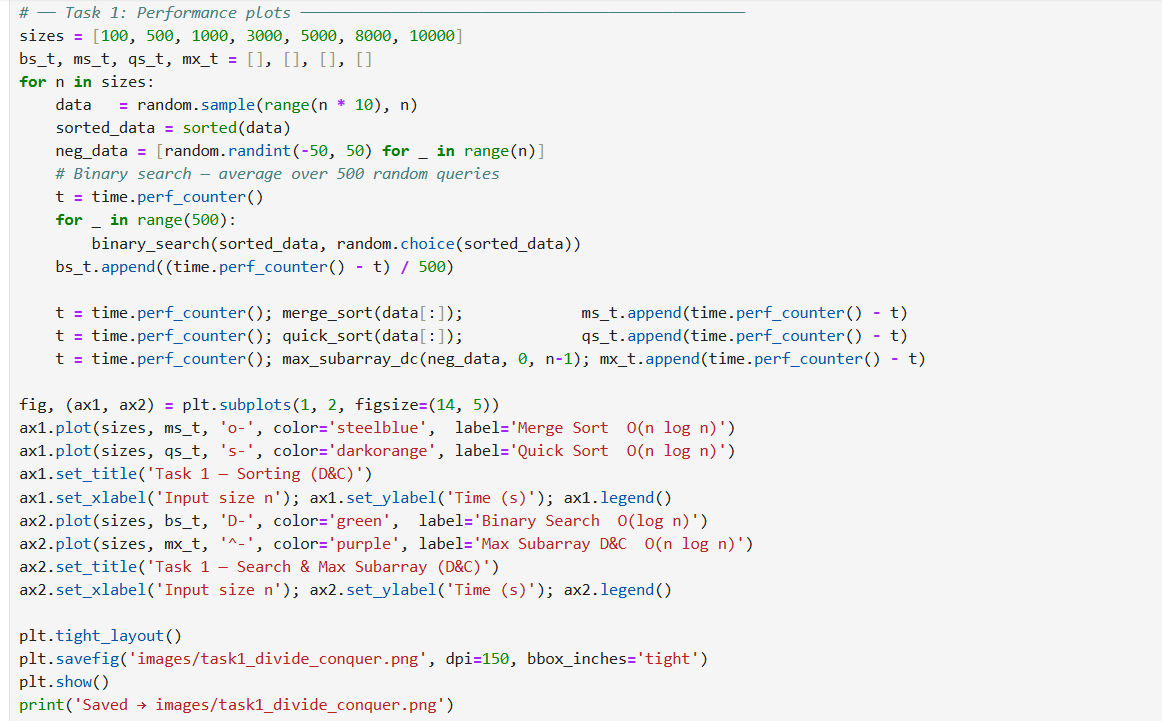 # ── Task 1: Performance plots ─────────────────────────────────────────────────
sizes = [100, 500, 1000, 3000, 5000, 8000, 10000]
bs_t, ms_t, qs_t, mx_t = [], [], [], []
for n in sizes:
    data   = random.sample(range(n * 10), n)
    sorted_data = sorted(data)
    neg_data = [random.randint(-50, 50) for _ in range(n)]
    # Binary search — average over 500 random queries
    t = time.perf_counter()
    for _ in range(500):
        binary_search(sorted_data, random.choice(sorted_data))
    bs_t.append((time.perf_counter() - t) / 500)

    t = time.perf_counter(); merge_sort(data[:]);             ms_t.append(time.perf_counter() - t)
    t = time.perf_counter(); quick_sort(data[:]);             qs_t.append(time.perf_counter() - t)
    t = time.perf_counter(); max_subarray_dc(neg_data, 0, n-1); mx_t.append(time.perf_counter() - t)

fig, (ax1, ax2) = plt.subplots(1, 2, figsize=(14, 5))
ax1.plot(sizes, ms_t, 'o-', color='steelblue',  label='Merge Sort  O(n log n)')
ax1.plot(sizes, qs_t, 's-', color='darkorange', label='Quick Sort  O(n log n)')
ax1.set_title('Task 1 — Sorting (D&C)')
ax1.set_xlabel('Input size n'); ax1.set_ylabel('Time (s)'); ax1.legend()
ax2.plot(sizes, bs_t, 'D-', color='green',  label='Binary Search  O(log n)')
ax2.plot(sizes, mx_t, '^-', color='purple', label='Max Subarray D&C  O(n log n)')
ax2.set_title('Task 1 — Search & Max Subarray (D&C)')
ax2.set_xlabel('Input size n'); ax2.set_ylabel('Time (s)'); ax2.legend()

plt.tight_layout()
plt.savefig('images/task1_divide_conquer.png', dpi=150, bbox_inches='tight')
plt.show()
print('Saved → images/task1_divide_conquer.png')